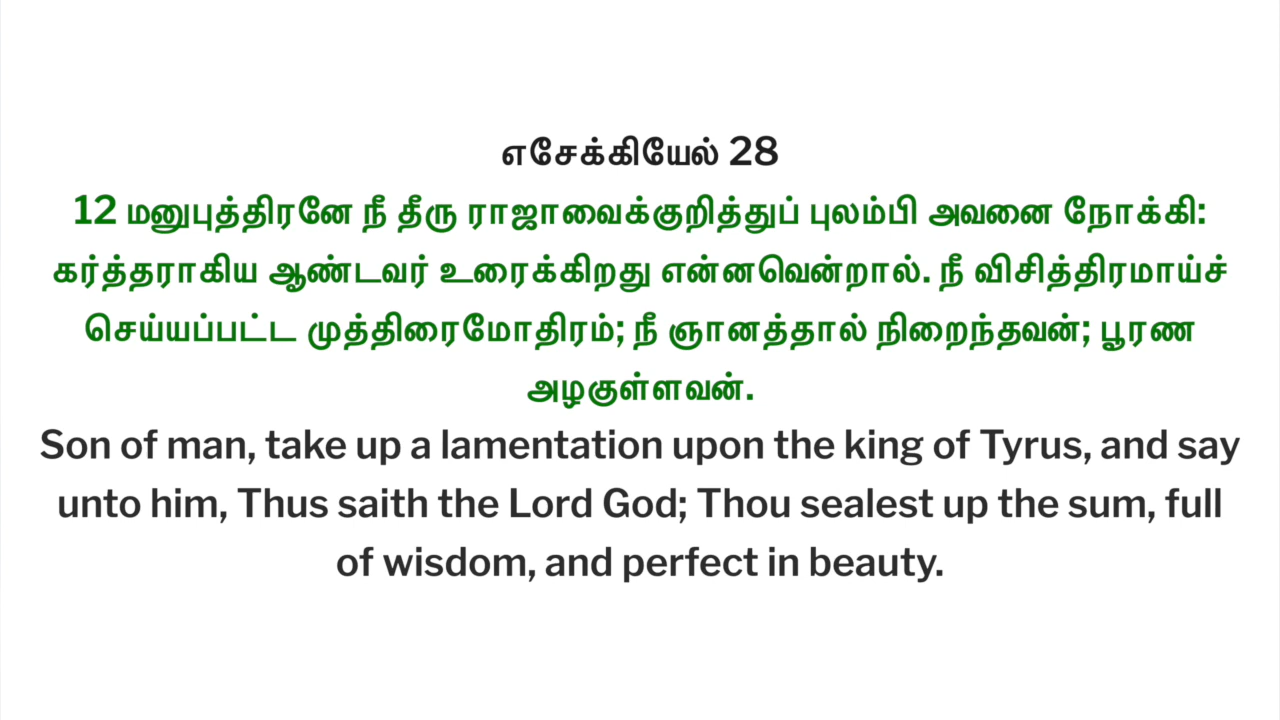 எசேக்கியேல் 28
12 மனுபுத்திரனே நீ தீரு ராஜாவைக்குறித்துப் புலம்பி அவனை நோக்கி:
கர்த்தராகிய ஆண்டவர் உரைக்கிறது என்னவென்றால். நீ விசித்திரமாய்ச்
செய்யப்பட்ட முத்திரைமோதிரம்; நீ ஞானத்தால் நிறைந்தவன்; பூரண
அழகுள்ளவன்.
Son of man, take up a lamentation upon the king of Tyrus, and say
unto him, Thus saith the Lord God; Thou sealest up the sum, full
of wisdom, and perfect in beauty.